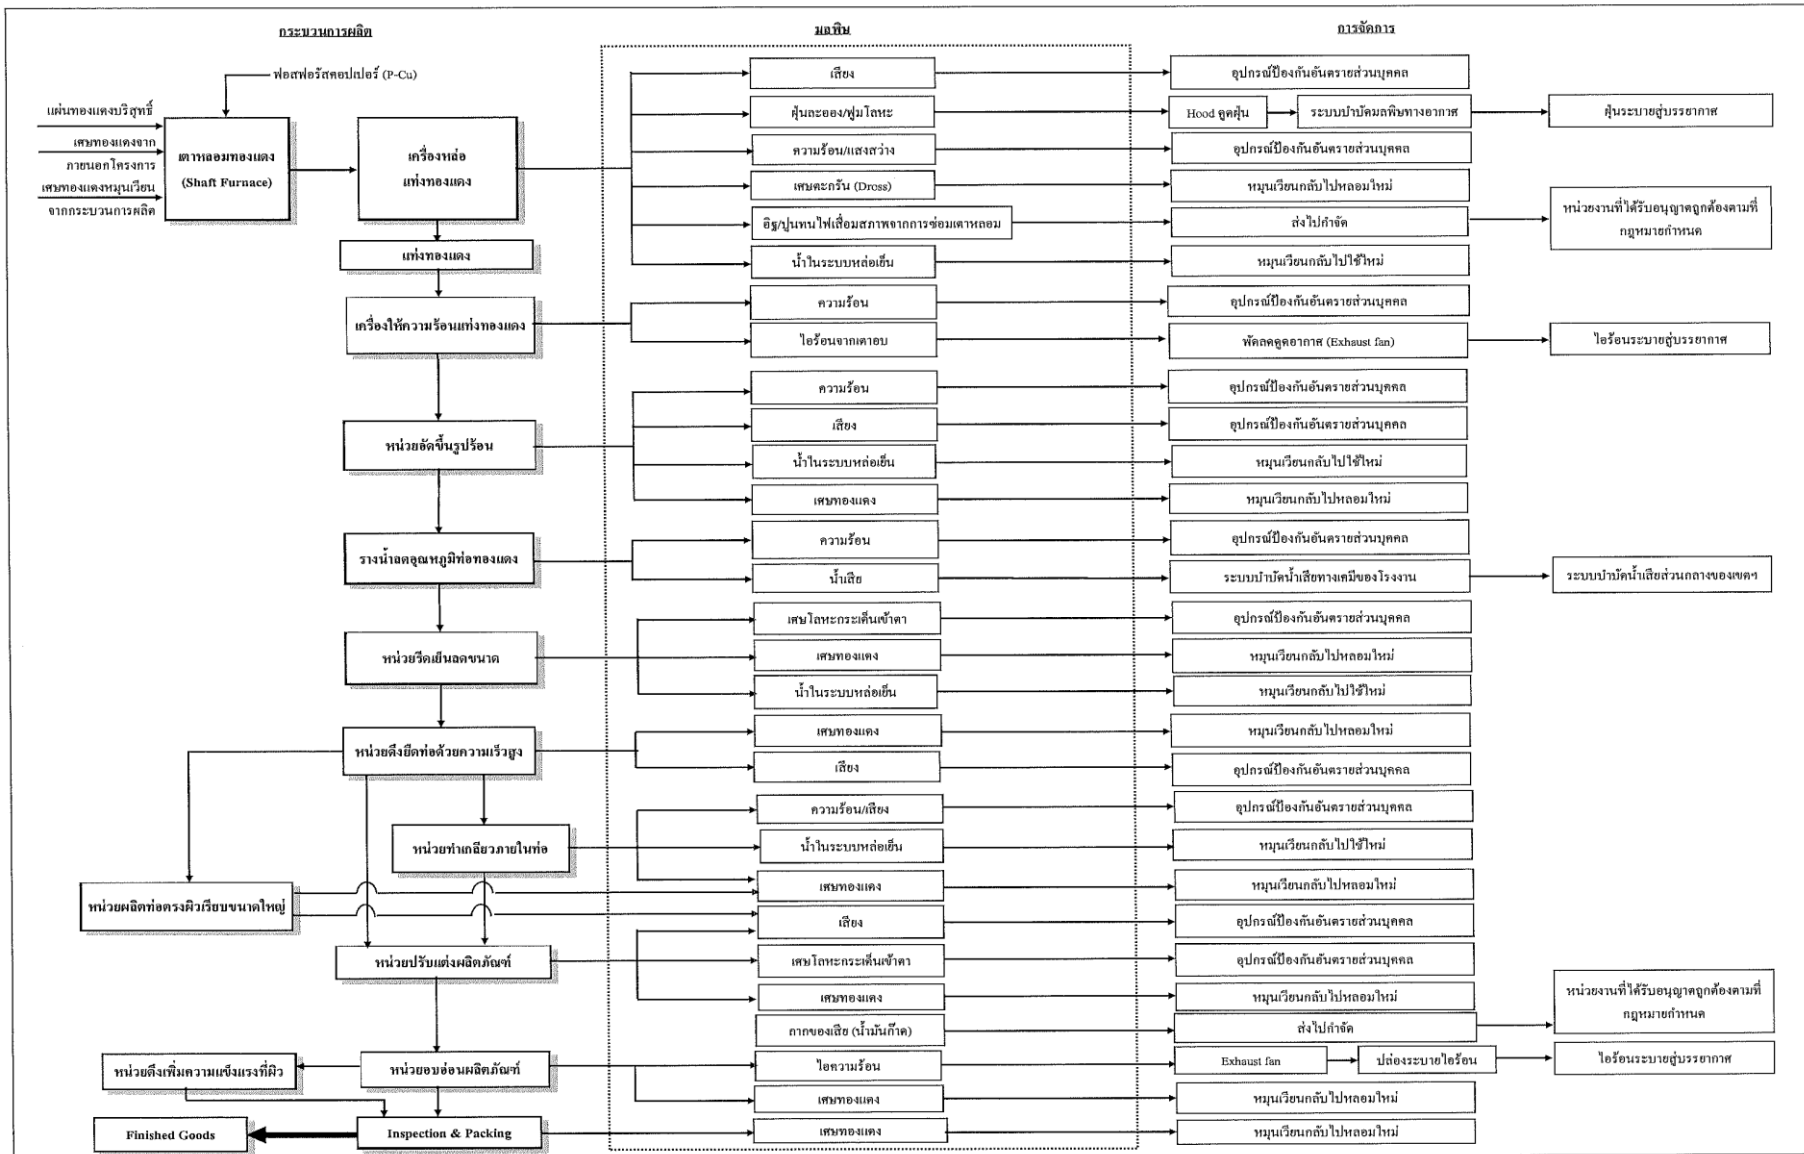 กระบวนการผลิต
มลพิษ
การจัดการ
ฟอสฟอรัสคอปเปอร์ (P-Cu)
แผ่นทองแดงบริสุทธิ์
เศษทองแดงจาก
ภายนอกโครงการ
เศษทองแดงหมุนเวียน
จากกระบวนการผลิต
เตาหลอมทองแดง
(Shaft Furnace)
เครื่องหล่อ
แท่งทองแดง
เสียง
อุปกรณ์ป้องกันอันตรายส่วนบุคคล
ฝุ่นละออง/ฟูมโลหะ
Hood ดูดฝุ่น
ระบบบำบัดมลพิษทางอากาศ
ฝุ่นระบายสู่บรรยากาศ
ความร้อน/แสงสว่าง
อุปกรณ์ป้องกันอันตรายส่วนบุคคล
เศษตะกรัน (Dross)
หมุนเวียนกลับไปหลอมใหม่
อิฐ/ปูนทนไฟเสื่อมสภาพจากการซ่อมเตาหลอม
ส่งไปกำจัด
หน่วยงานที่ได้รับอนุญาตถูกต้องตามที่
กฎหมายกำหนด
น้ำในระบบหล่อเย็น
หมุนเวียนกลับไปใช้ใหม่
แท่งทองแดง
เครื่องให้ความร้อนแท่งทองแดง
ความร้อน
อุปกรณ์ป้องกันอันตรายส่วนบุคคล
ไอร้อนจากเตาอบ
พัดลมดูดอากาศ (Exhaust fan)
ไอร้อนระบายสู่บรรยากาศ
หน่วยอัดขึ้นรูปร้อน
ความร้อน
อุปกรณ์ป้องกันอันตรายส่วนบุคคล
เสียง
อุปกรณ์ป้องกันอันตรายส่วนบุคคล
น้ำในระบบหล่อเย็น
หมุนเวียนกลับไปใช้ใหม่
เศษทองแดง
หมุนเวียนกลับไปหลอมใหม่
รางน้ำลดอุณหภูมิท่อทองแดง
ความร้อน
อุปกรณ์ป้องกันอันตรายส่วนบุคคล
น้ำเสีย
ระบบบำบัดน้ำเสียทางเคมีของโรงงาน
ระบบบำบัดน้ำเสียส่วนกลางของเขตฯ
หน่วยรีดเย็นลดขนาด
เศษโลหะกระเด็นเข้าตา
อุปกรณ์ป้องกันอันตรายส่วนบุคคล
เศษทองแดง
หมุนเวียนกลับไปหลอมใหม่
น้ำในระบบหล่อเย็น
หมุนเวียนกลับไปใช้ใหม่
หน่วยดึงยืดท่อด้วยความเร็วสูง
เศษทองแดง
หมุนเวียนกลับไปหลอมใหม่
เสียง
อุปกรณ์ป้องกันอันตรายส่วนบุคคล
หน่วยทำเกลียวภายในท่อ
ความร้อน/เสียง
อุปกรณ์ป้องกันอันตรายส่วนบุคคล
น้ำในระบบหล่อเย็น
หมุนเวียนกลับไปใช้ใหม่
เศษทองแดง
หมุนเวียนกลับไปหลอมใหม่
หน่วยผลิตท่อตรงผิวเรียบขนาดใหญ่
เสียง
อุปกรณ์ป้องกันอันตรายส่วนบุคคล
หน่วยปรับแต่งผลิตภัณฑ์
เศษโลหะกระเด็นเข้าตา
อุปกรณ์ป้องกันอันตรายส่วนบุคคล
เศษทองแดง
หมุนเวียนกลับไปหลอมใหม่
กากของเสีย (น้ำมันก๊าด)
ส่งไปกำจัด
หน่วยงานที่ได้รับอนุญาตถูกต้องตามที่
กฎหมายกำหนด
หน่วยดึงเพิ่มความแข็งแรงที่ผิว
หน่วยอบอ่อนผลิตภัณฑ์
ไอความร้อน
Exhaust fan
ปล่องระบายไอร้อน
ไอร้อนระบายสู่บรรยากาศ
เศษทองแดง
หมุนเวียนกลับไปหลอมใหม่
Finished Goods
Inspection & Packing
เศษทองแดง
หมุนเวียนกลับไปหลอมใหม่